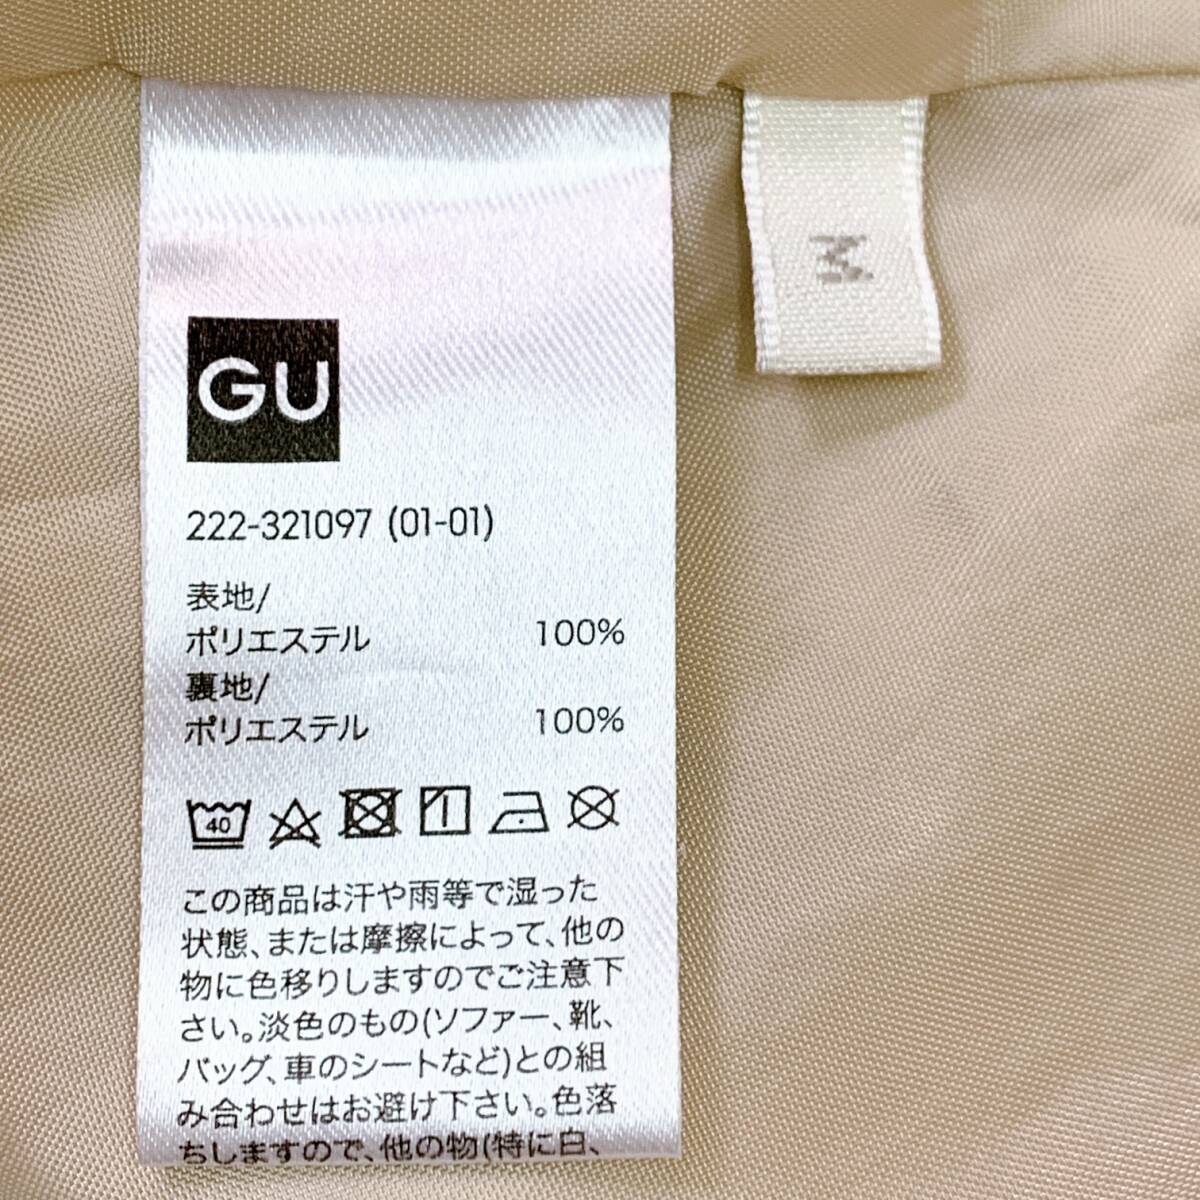 GU
222-321097 (01-01)
表地/
ポリエステル 100%
裏地/
ポリエステル 100%
40
この商品は汗や雨等で湿った
状態、または摩擦によって、他の
物に色移りしますのでご注意下
さい。淡色のもの(ソファー、靴、
バッグ、車のシートなど)との組
み合わせはお避け下さい。色落
ちしますので、他の物(特に白、
M